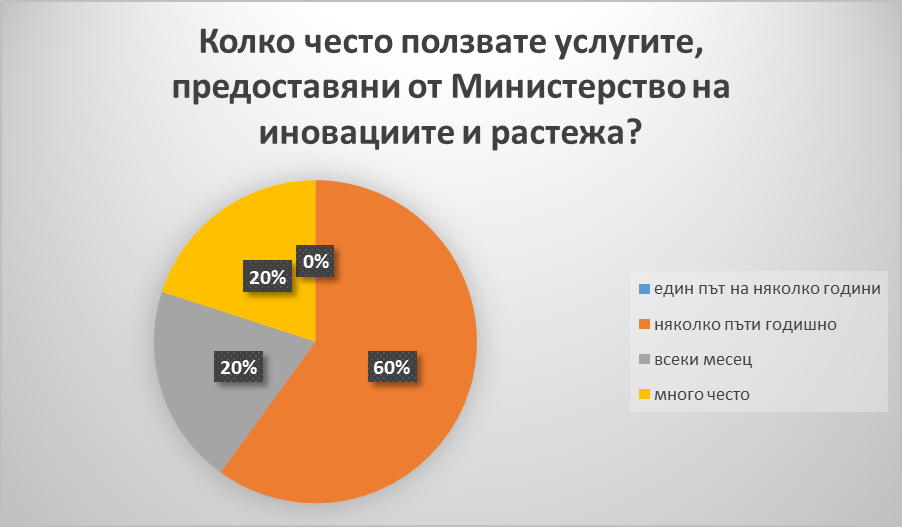 Колко често ползвате услугите,
предоставяни от Министерство на
иновациите и растежа?
0%
20%
20%
60%
един път на няколко години
няколко пъти годишно
всеки месец
много често